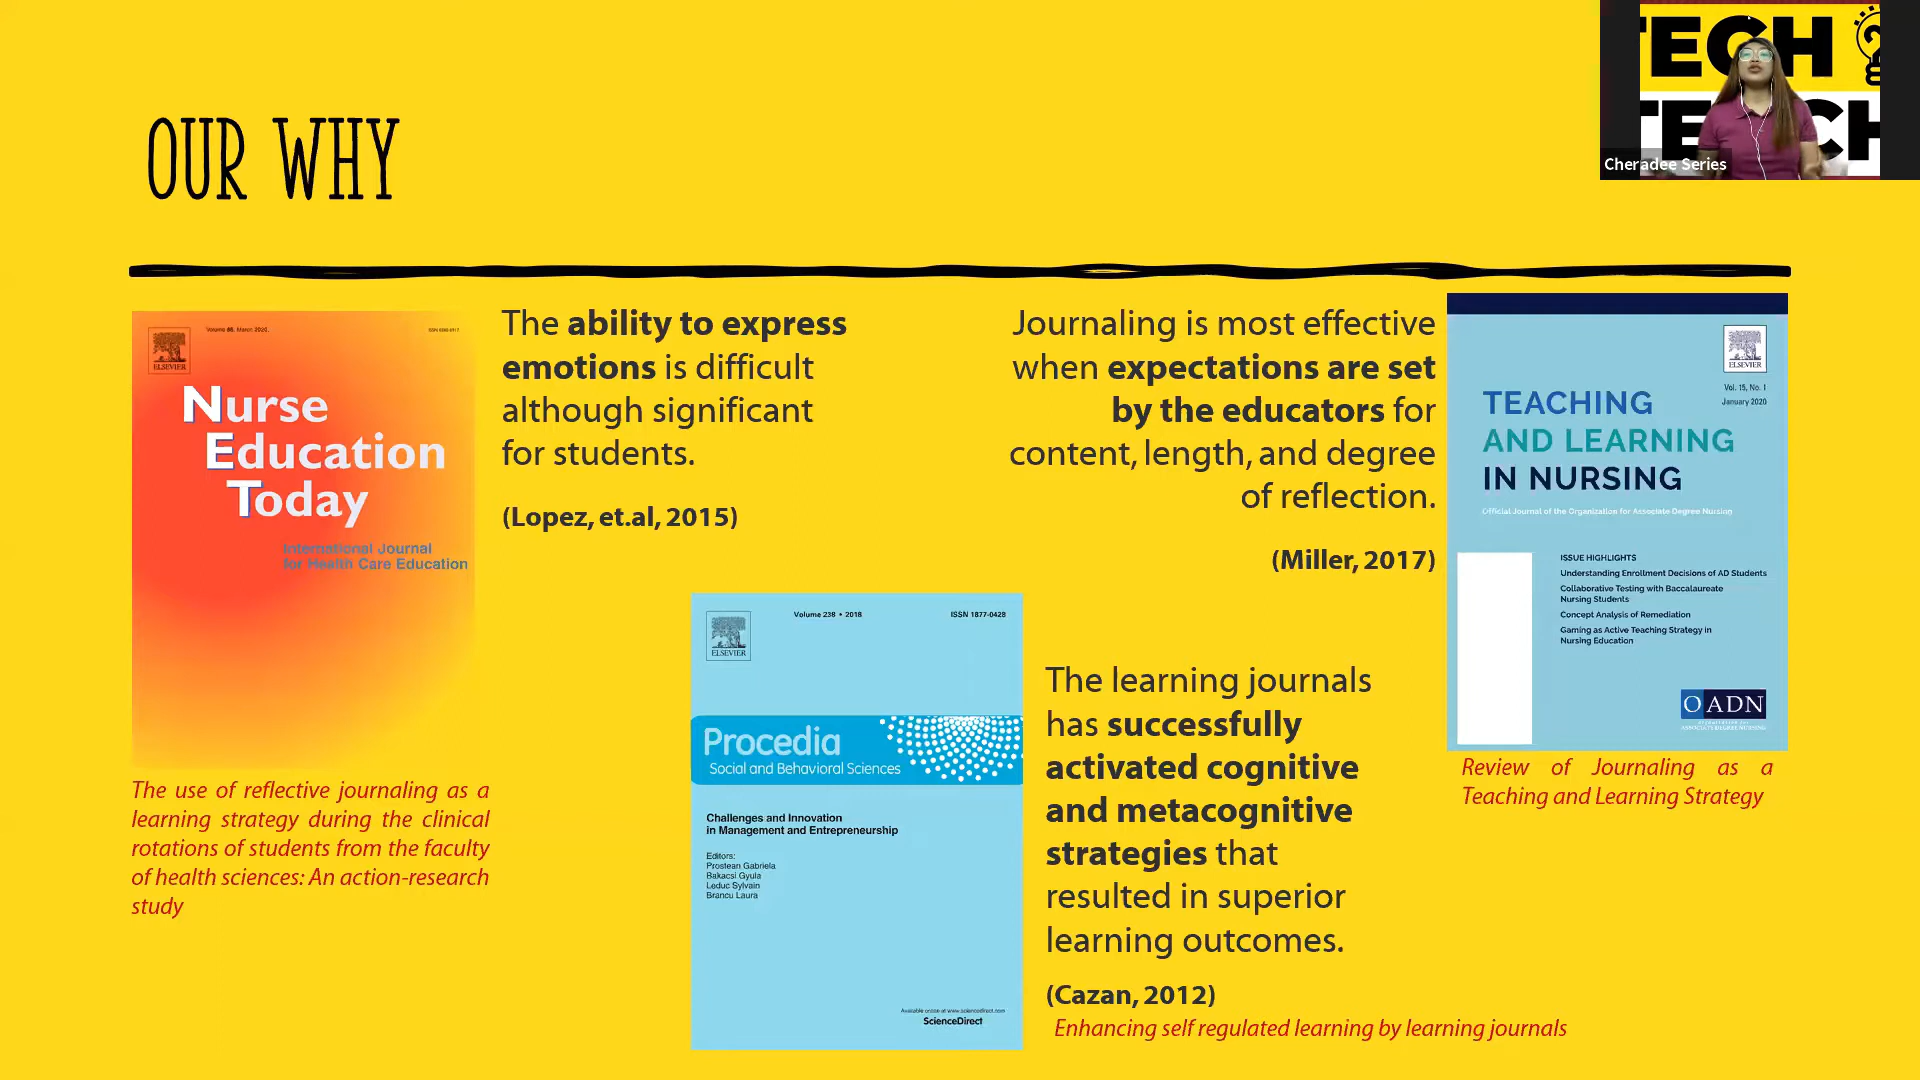 OUR WHY
TECH
TEACH
Cheradee Series
ELSEVIER
Volume 86, March 2020,
Nurse
Education
Today
International Journal
for Health Care Education
The use of reflective journaling as a
learning strategy during the clinical
rotations of students from the faculty
of health sciences: An action-research
study
The ability to express
emotions is difficult
although significant
for students.
(Lopez, et.al, 2015)
Journaling is most effective
when expectations are set
by the educators for
content, length, and degree
of reflection.
(Miller, 2017)
ELSEVIER
Vol. 15, No. 1
January 2020
TEACHING
AND LEARNING
IN NURSING
Official Journal of the Organization for Associate Degree Nursing
ISSUE HIGHLIGHTS
Understanding Enrollment Decisions of AD Students
Collaborative Testing with Baccalaureate
Nursing Students
Concept Analysis of Remediation
Gaming as Active Teaching Strategy in
Nursing Education
OADN
Review of Journaling as a
Teaching and Learning Strategy
ELSEVIER
Volume 238 • 2018
ISSN 1877-0428
Procedia
Social and Behavioral Sciences
Challenges and Innovation
in Management and Entrepreneurship
Editors:
Prostean Gabriela
Bakacsi Gyula
Leduc Sylvain
Brancu Laura
Available online at www.sciencedirect.com
ScienceDirect
The learning journals
has successfully
activated cognitive
and metacognitive
strategies that
resulted in superior
learning outcomes.
(Cazan, 2012)
Enhancing self regulated learning by learning journals